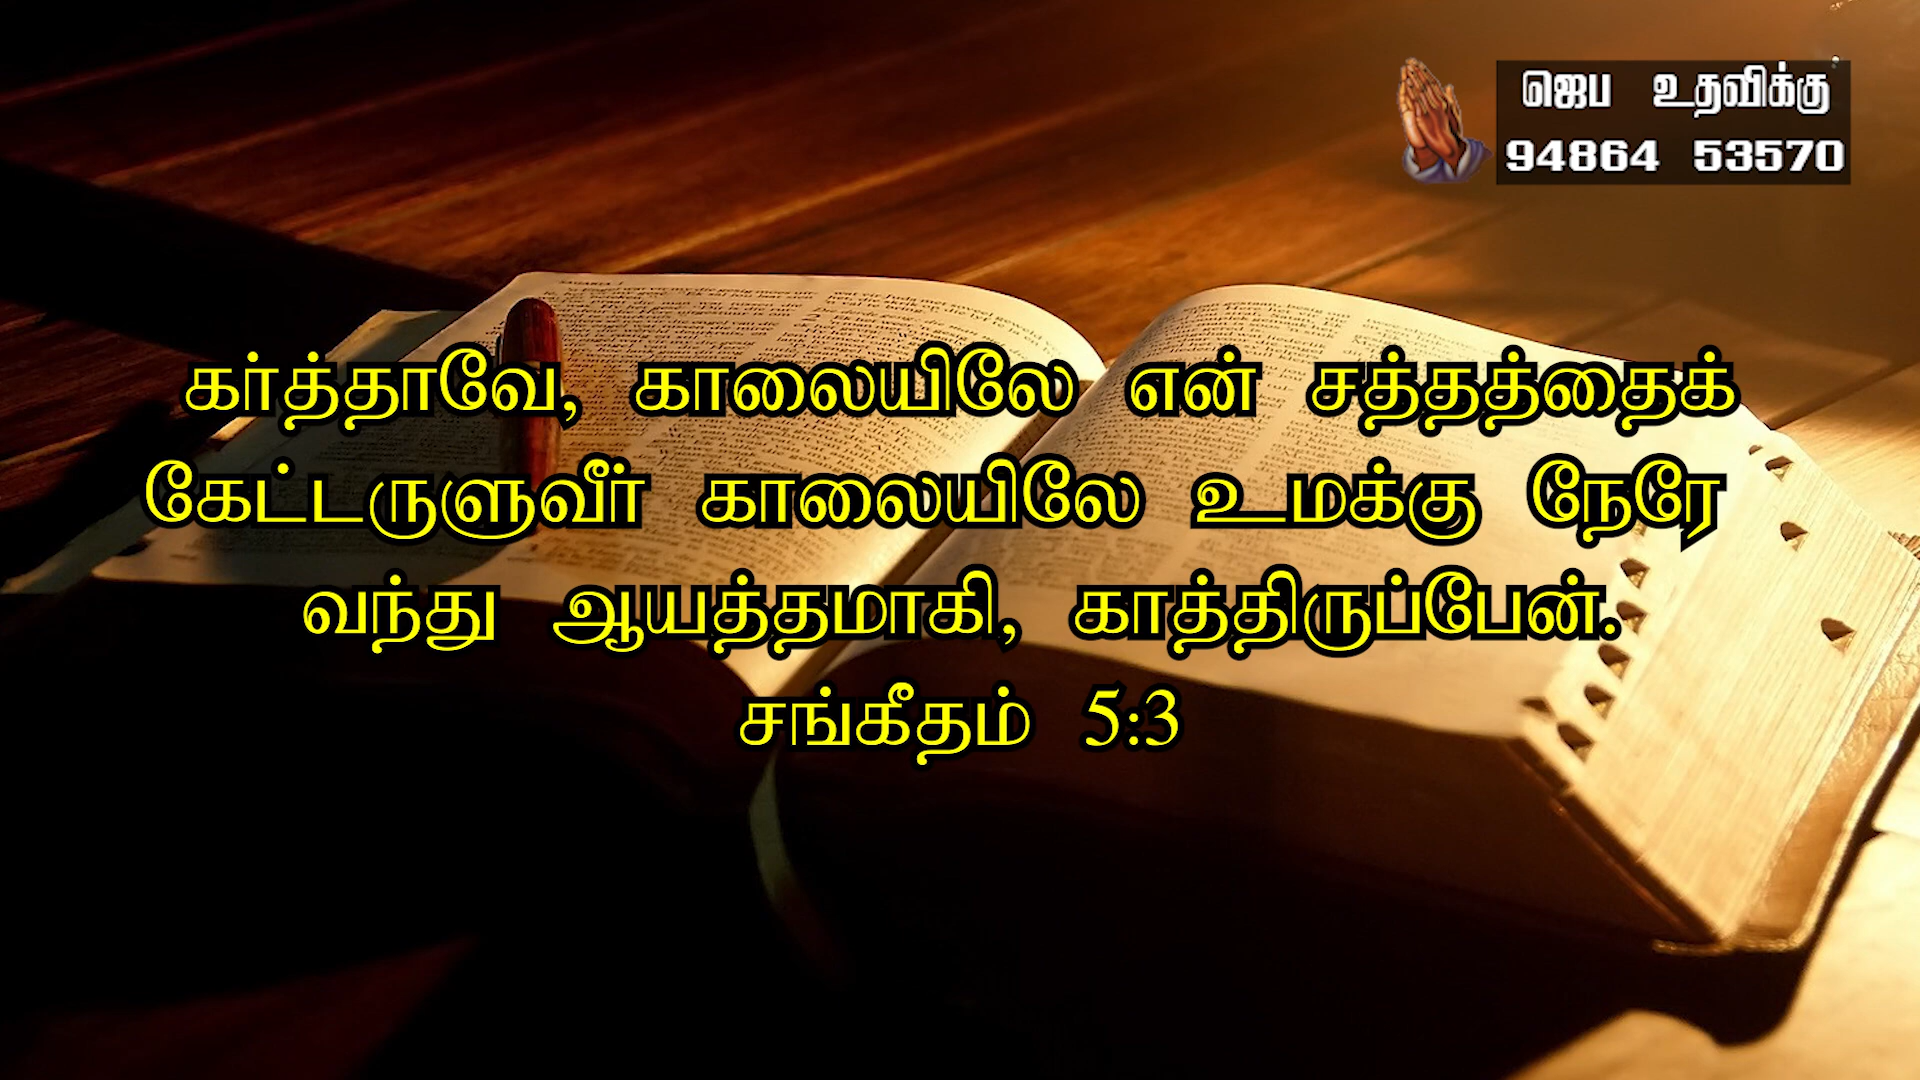 ஜெப உதவிக்கு
94864 53570
கர்த்தாவே, காலையிலே என் சத்தத்தைக்
கேட்டருளுவீர் காலையிலே உமக்கு நேரே
வந்து ஆயத்தமாகி, காத்திருப்பேன்.
சங்கீதம் 5:3